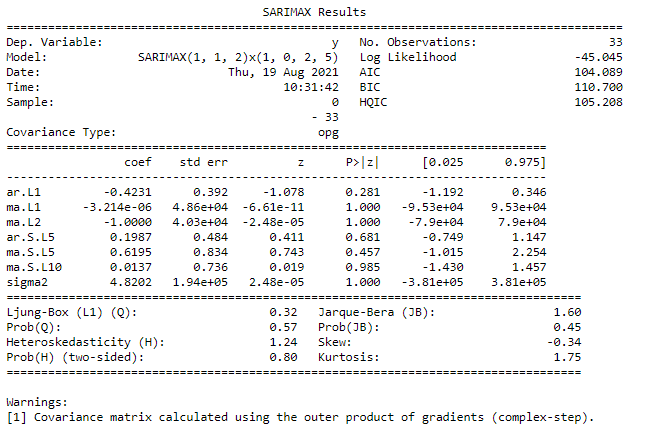 SARIMAX Results
==============================================================================
Dep. Variable: y No. Observations: 33
Model: SARIMAX(1, 1, 2)x(1, 0, 2, 5) Log Likelihood -45.045
Date: Thu, 19 Aug 2021 AIC 104.089
Time: 10:31:42 BIC 110.700
Sample: 0 HQIC 105.208
- 33
Covariance Type: opg
==============================================================================
coef std err z P>|z| [0.025 0.975]
------------------------------------------------------------------------------
ar.L1 -0.4231 0.392 -1.078 0.281 -1.192 0.346
ma.L1 -3.214e-06 4.86e+04 -6.61e-11 1.000 -9.53e+04 9.53e+04
ma.L2 -1.0000 4.03e+04 -2.48e-05 1.000 -7.9e+04 7.9e+04
ar.S.L5 0.1987 0.484 0.411 0.681 -0.749 1.147
ma.S.L5 0.6195 0.834 0.743 0.457 -1.015 2.254
ma.S.L10 0.0137 0.736 0.019 0.985 -1.430 1.457
sigma2 4.8202 1.94e+05 2.48e-05 1.000 -3.81e+05 3.81e+05
==============================================================================
Ljung-Box (L1) (Q): 0.32 Jarque-Bera (JB): 1.60
Prob(Q): 0.57 Prob(JB): 0.45
Heteroskedasticity (H): 1.24 Skew: -0.34
Prob(H) (two-sided): 0.80 Kurtosis: 1.75
==============================================================================
Warnings:
[1] Covariance matrix calculated using the outer product of gradients (complex-step).